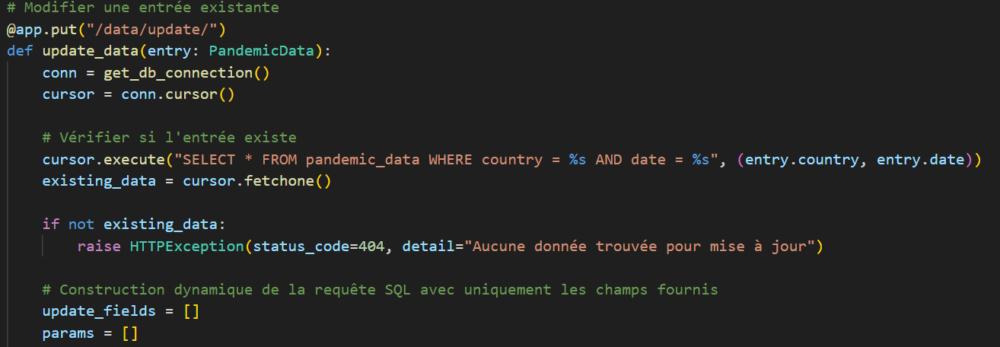 # Modifier une entrée existante
@app.put("/data/update/")
def update_data(entry: PandemicData):
    conn = get_db_connection()
    cursor = conn.cursor()
    # Vérifier si l'entrée existe
    cursor.execute("SELECT * FROM pandemic_data WHERE country = %s AND date = %s", (entry.country, entry.date))
    existing_data = cursor.fetchone()
    if not existing_data:
        raise HTTPException(status_code=404, detail="Aucune donnée trouvée pour mise à jour")
    # Construction dynamique de la requête SQL avec uniquement les champs fournis
    update_fields = []
    params = []